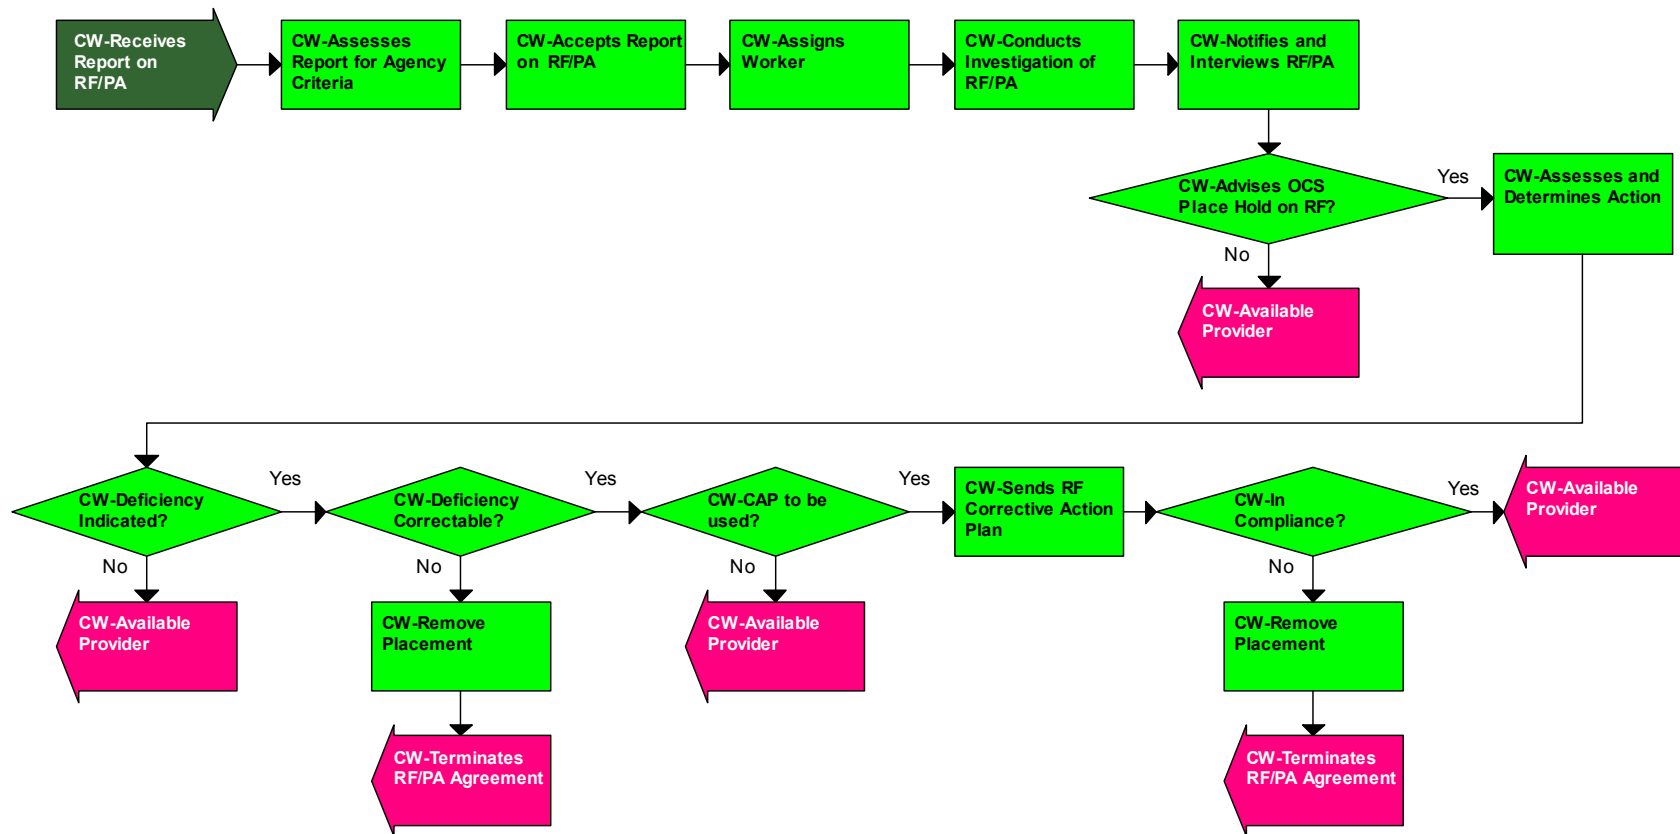 CW-Receives
Report on
RF/PA
CW-Assesses
Report for Agency
Criteria
CW-Accepts Report
on RF/PA
CW-Assigns
Worker
CW-Conducts
Investigation of
RF/PA
CW-Notifies and
Interviews RF/PA
CW-Advises OCS
Place Hold on RF?
Yes
CW-Assesses and
Determines Action
No
CW-Available
Provider
CW-Deficiency
Indicated?
Yes
CW-Deficiency
Correctable?
Yes
CW-CAP to be
used?
Yes
CW-Sends RF
Corrective Action
Plan
CW-In
Compliance?
Yes
CW-Available
Provider
No
No
No
No
CW-Available
Provider
CW-Remove
Placement
CW-Available
Provider
CW-Remove
Placement
CW-Terminates
RF/PA Agreement
CW-Terminates
RF/PA Agreement